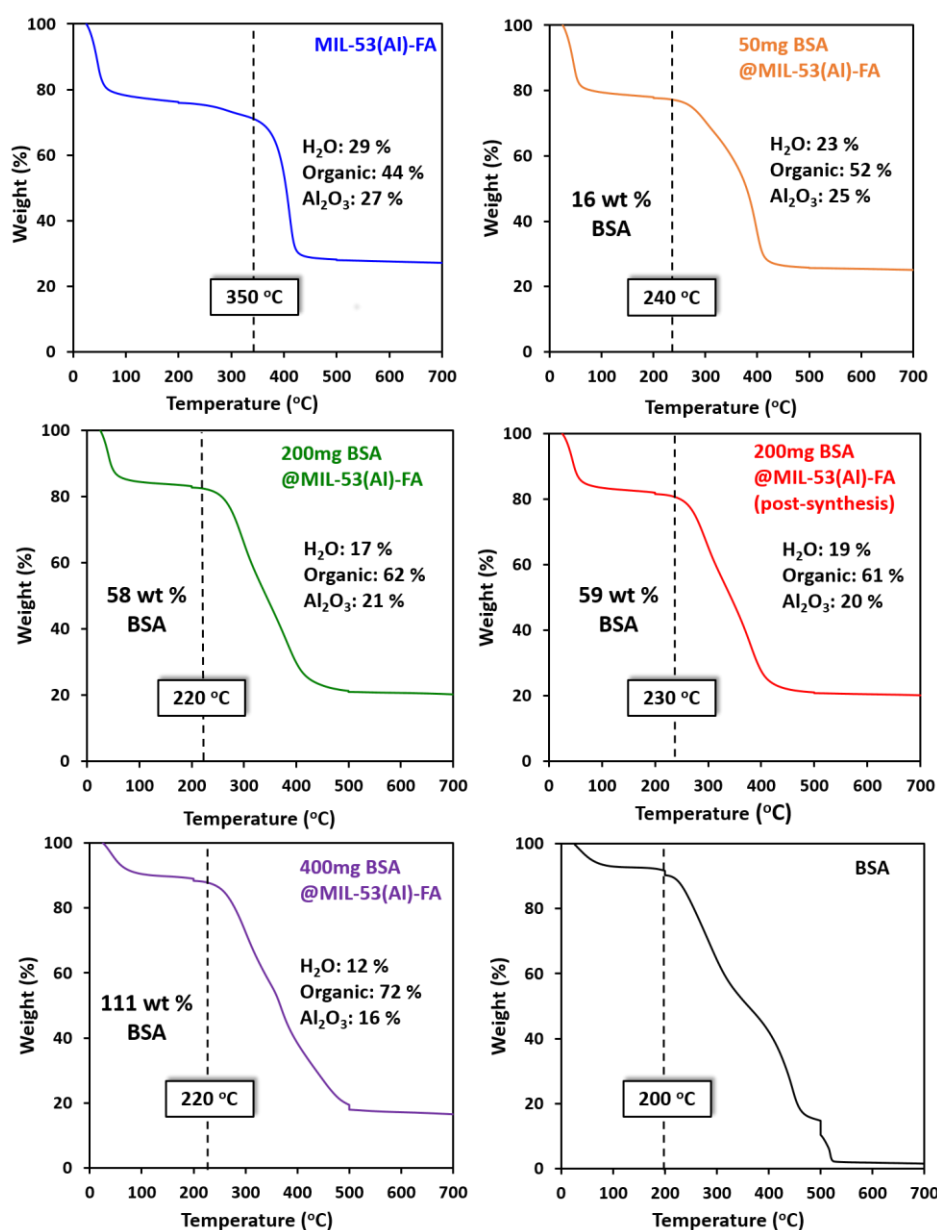 MIL-53(Al)-FA
H₂O: 29 %
Organic: 44 %
Al₂O₃: 27 %
350 °C
Weight (%)
100
80
60
40
20
0
0 100 200 300 400 500 600 700
Temperature (°C)
50mg BSA
@MIL-53(Al)-FA
H₂O: 23 %
Organic: 52 %
Al₂O₃: 25 %
16 wt %
BSA
240 °C
Weight (%)
100
80
60
40
20
0
0 100 200 300 400 500 600 700
Temperature (°C)
200mg BSA
@MIL-53(Al)-FA
H₂O: 17 %
Organic: 62 %
Al₂O₃: 21 %
58 wt %
BSA
220 °C
Weight (%)
100
80
60
40
20
0
0 100 200 300 400 500 600 700
Temperature (°C)
200mg BSA
@MIL-53(Al)-FA
(post-synthesis)
H₂O: 19 %
Organic: 61 %
Al₂O₃: 20 %
59 wt %
BSA
230 °C
Weight (%)
100
80
60
40
20
0
0 100 200 300 400 500 600 700
Temperature (°C)
400mg BSA
@MIL-53(Al)-FA
H₂O: 12 %
Organic: 72 %
Al₂O₃: 16 %
111 wt %
BSA
220 °C
Weight (%)
100
80
60
40
20
0
0 100 200 300 400 500 600 700
Temperature (°C)
BSA
200 °C
Weight (%)
100
80
60
40
20
0
0 100 200 300 400 500 600 700
Temperature (°C)